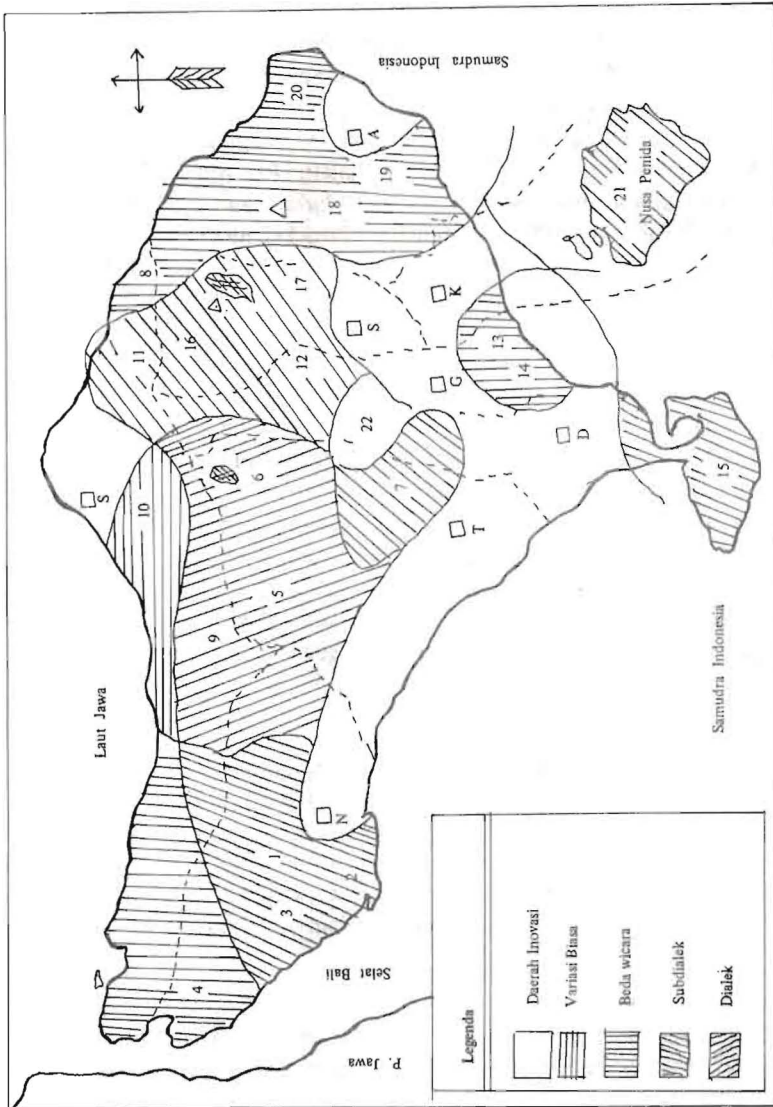 Laut Jawa
Selat Bali
P. Jawa
Samudra Indonesia
Samudra Indonesia
Nusa Penida
S
N
T
D
G
S
K
A
1
2
3
4
5
6
7
8
9
10
11
12
13
14
15
16
17
18
19
20
21
22
Legenda
Daerah Inovasi
Variasi Biasa
Beda wicara
Subdialek
Dialek